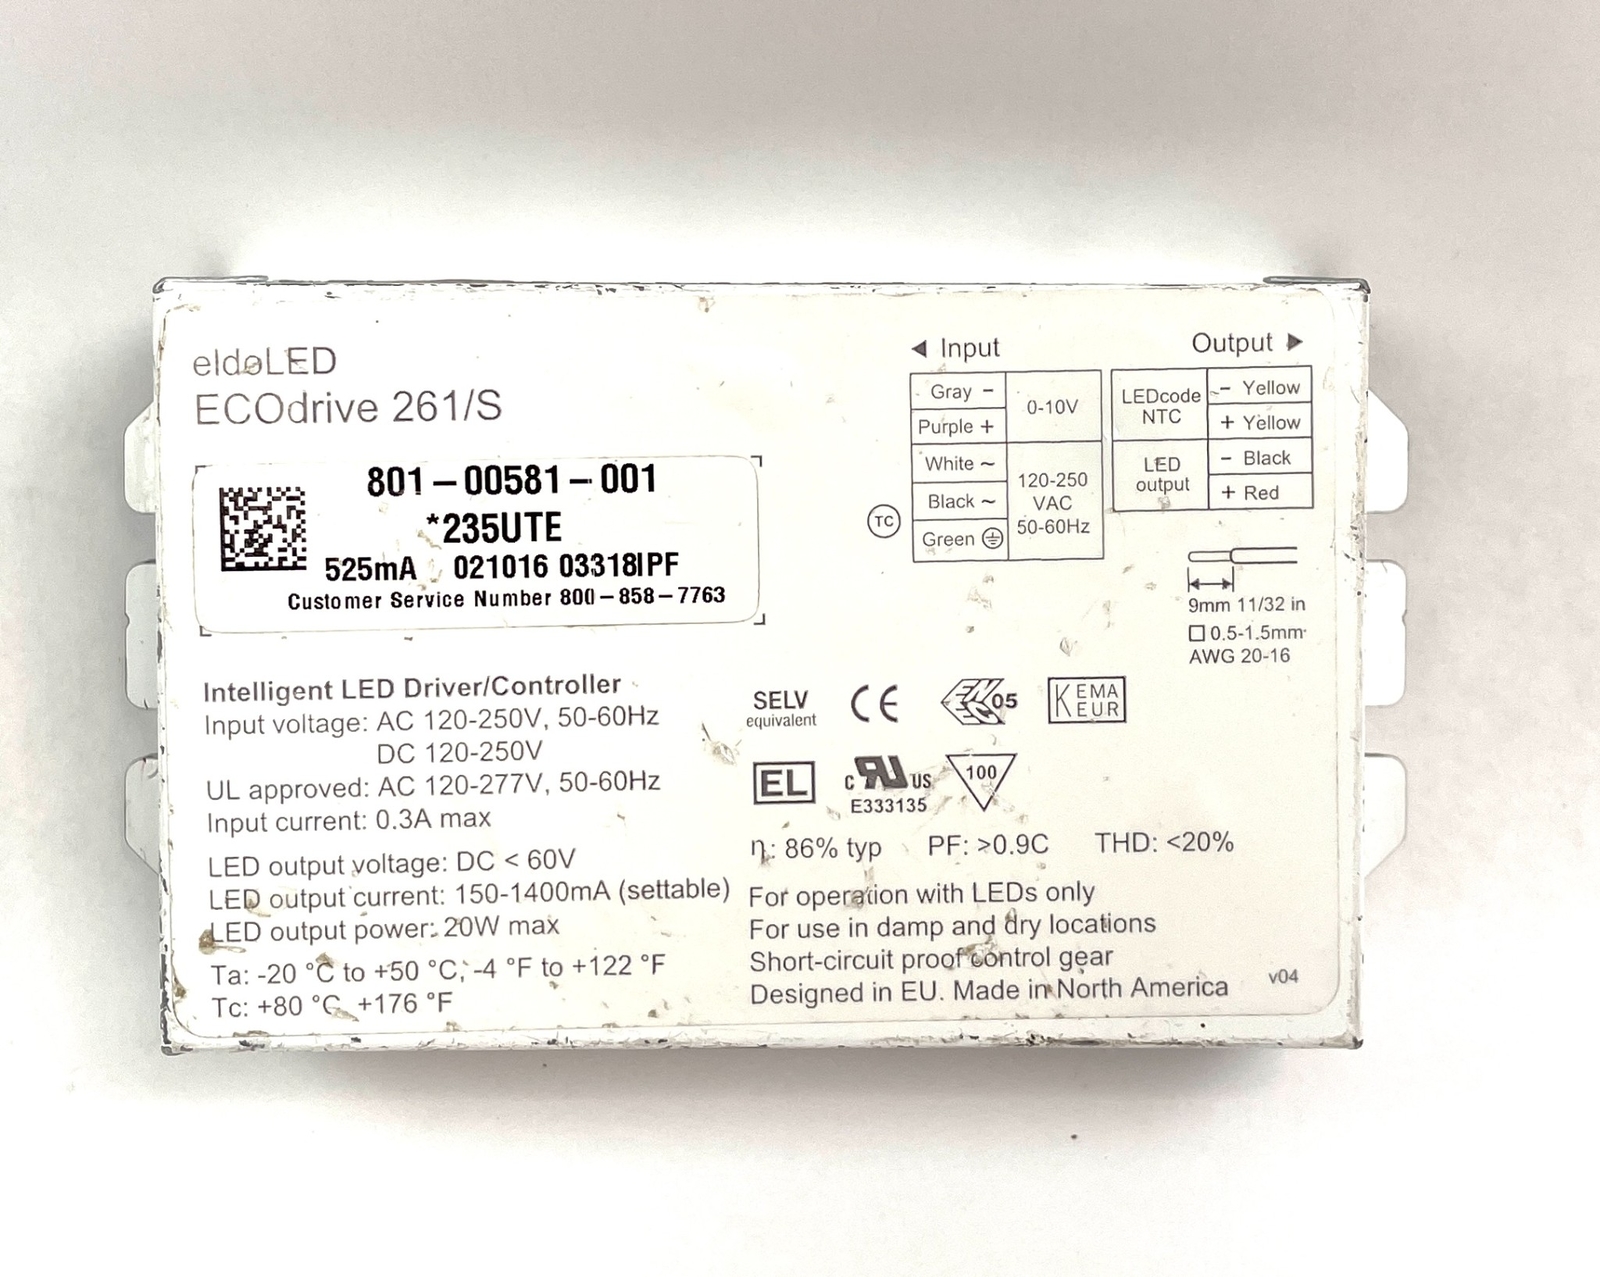 eldoLED
ECOdrive 261/S
801-00581-001
*235UTE
525mA 021016 03318IPF
Customer Service Number 800-858-7763
Intelligent LED Driver/Controller
Input voltage: AC 120-250V, 50-60Hz
DC 120-250V
UL approved: AC 120-277V, 50-60Hz
Input current: 0.3A max
LED output voltage: DC < 60V
LED output current: 150-1400mA (settable)
LED output power: 20W max
Ta: -20 °C to +50 °C; -4 °F to +122 °F
Tc: +80 °C +176 °F
◄ Input
Gray -
Purple +
0-10V
White ~
Black ~
Green ⏚
120-250
VAC
50-60Hz
TC
Output ►
LEDcode
NTC
- Yellow
+ Yellow
LED
output
- Black
+ Red
9mm 11/32 in
0.5-1.5mm
AWG 20-16
SELV
equivalent
CE
ENEC 05
KEMA
KEUR
EL
c RU US
E333135
100
η: 86% typ PF: >0.9C THD: <20%
For operation with LEDs only
For use in damp and dry locations
Short-circuit proof control gear
Designed in EU. Made in North America
v04